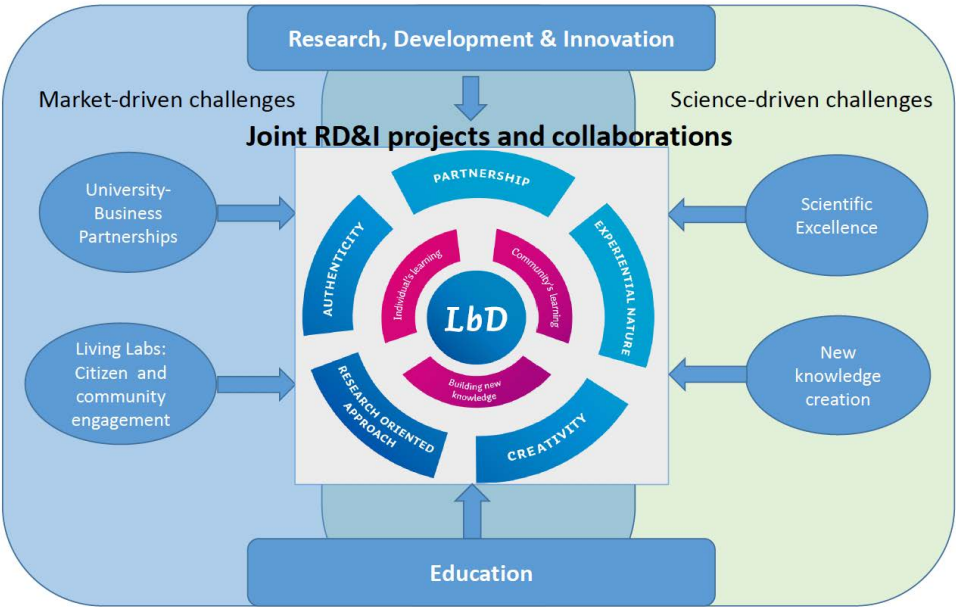 Research, Development & Innovation
Market-driven challenges
Science-driven challenges
Joint RD&I projects and collaborations
University-
Business
Partnerships
Living Labs:
Citizen and
community
engagement
PARTNERSHIP
AUTHENTICITY
EXPERIENTIAL NATURE
Individual's learning
Community's learning
LbD
Building new
knowledge
RESEARCH ORIENTED
APPROACH
CREATIVITY
Scientific
Excellence
New
knowledge
creation
Education